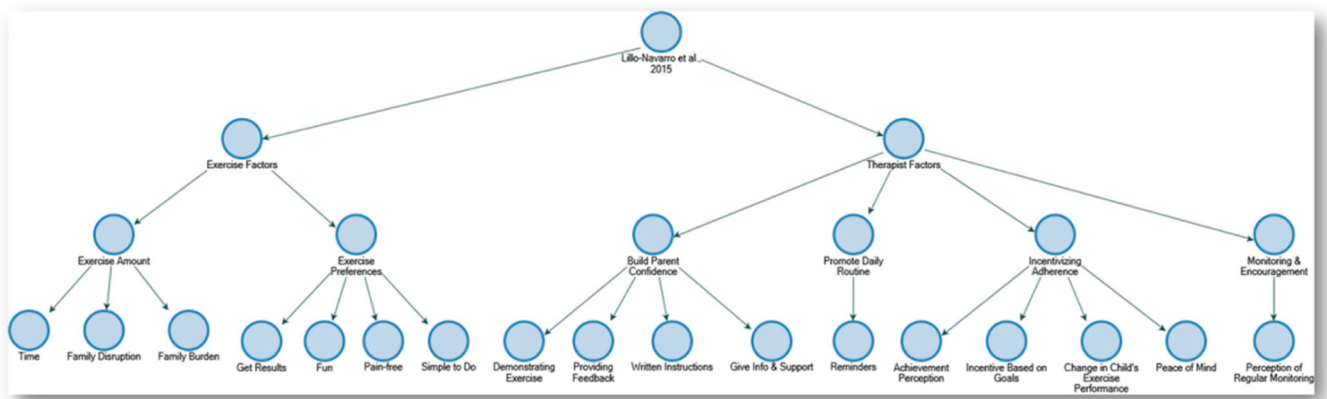 Lillo-Navarro et al.,
2015
Exercise Factors
Therapist Factors
Exercise Amount
Exercise
Preferences
Build Parent
Confidence
Promote Daily
Routine
Incentivizing
Adherence
Monitoring &
Encouragement
Time
Family Disruption
Family Burden
Get Results
Fun
Pain-free
Simple to Do
Demonstrating
Exercise
Providing
Feedback
Written Instructions
Give Info & Support
Reminders
Achievement
Perception
Incentive Based on
Goals
Change in Child's
Exercise
Performance
Peace of Mind
Perception of
Regular Monitoring